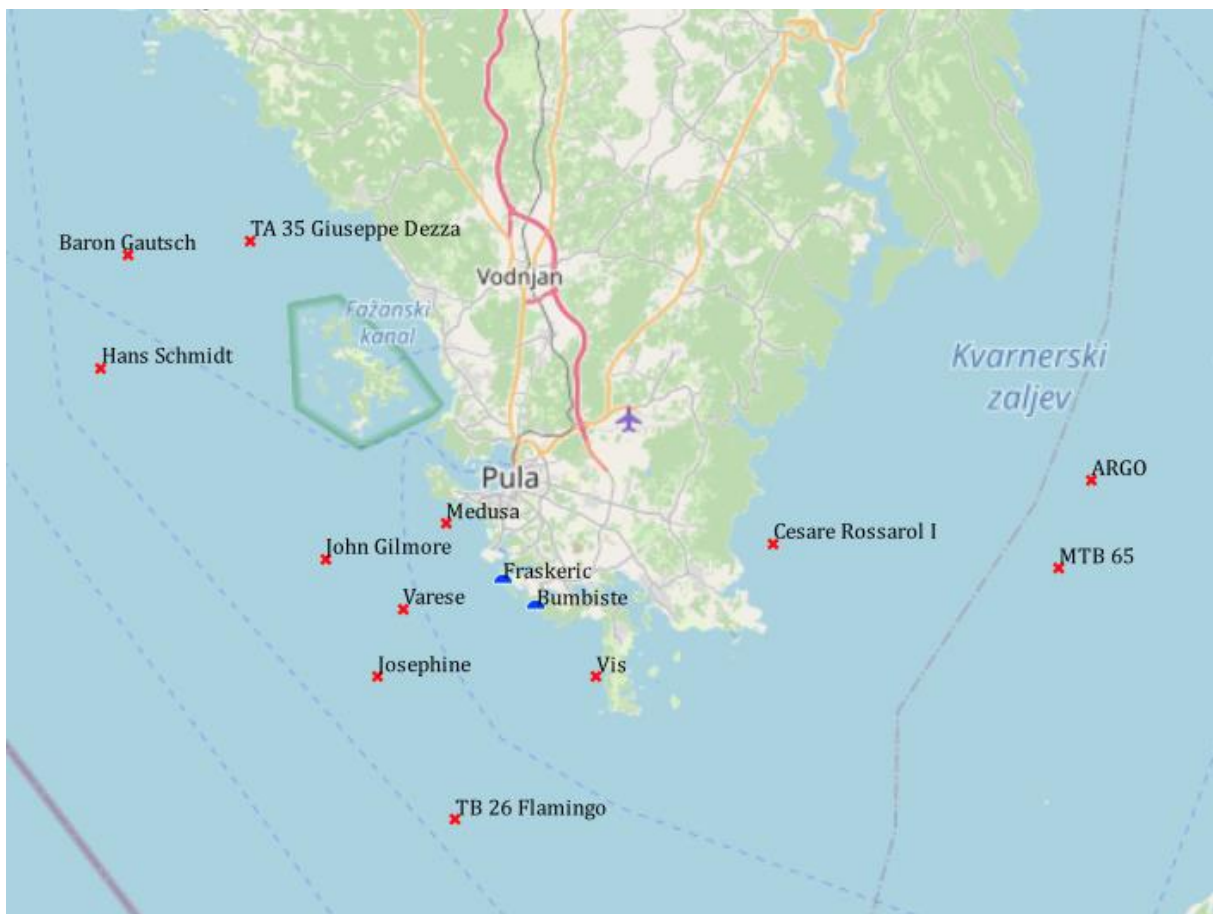 TA 35 Giuseppe Dezza
Baron Gautsch
Vodnjan
Fažanski
kanal
Hans Schmidt
Kvarnerski
zaljev
ARGO
Pula
Medusa
Cesare Rossarol I
John Gilmore
MTB 65
Fraskeric
Varese
Bumbiste
Josephine
Vis
TB 26 Flamingo